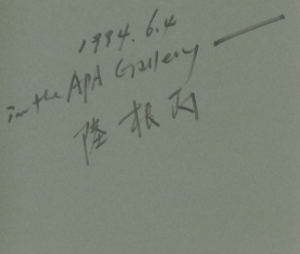 1994. 6.4
in the APA Gallery —
陸根丙